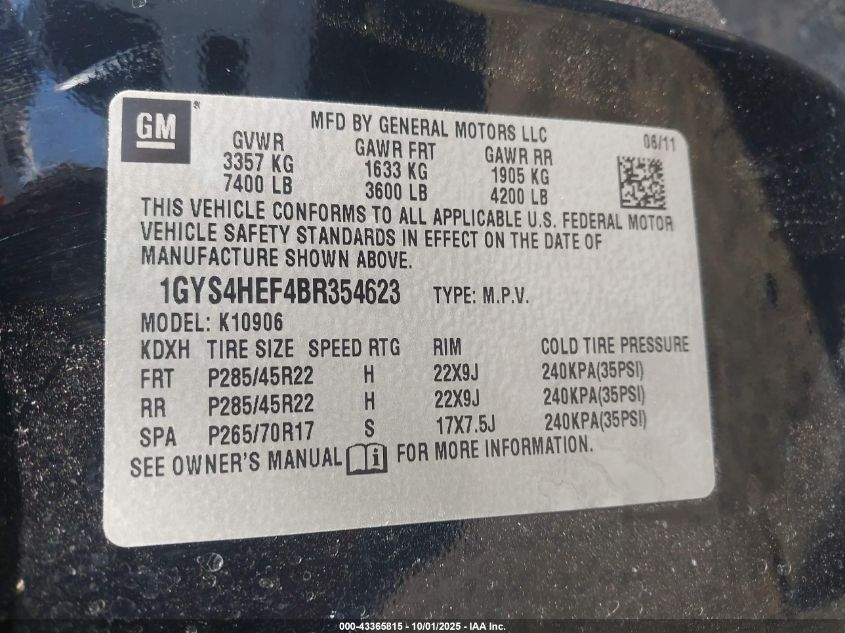 GM ®
MFD BY GENERAL MOTORS LLC 06/11
GVWR GAWR FRT GAWR RR
3357 KG 1633 KG 1905 KG
7400 LB 3600 LB 4200 LB
THIS VEHICLE CONFORMS TO ALL APPLICABLE U.S. FEDERAL MOTOR
VEHICLE SAFETY STANDARDS IN EFFECT ON THE DATE OF
MANUFACTURE SHOWN ABOVE.
1GYS4HEF4BR354623 TYPE: M.P.V.
MODEL: K10906
KDXH TIRE SIZE SPEED RTG RIM COLD TIRE PRESSURE
FRT P285/45R22 H 22X9J 240KPA(35PSI)
RR P285/45R22 H 22X9J 240KPA(35PSI)
SPA P265/70R17 S 17X7.5J 240KPA(35PSI)
SEE OWNER'S MANUAL i FOR MORE INFORMATION.
000-43365815 - 10/01/2025 - IAA Inc.